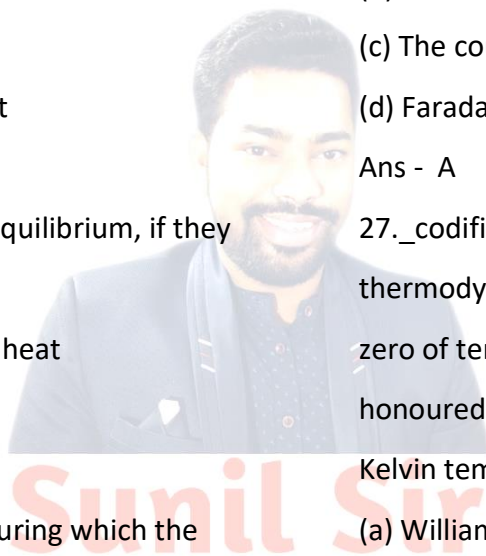 (c) The co
t
(d) Farada
Ans - A
quilibrium, if they
27._codifi
thermody
heat
zero of te
honoured
Kelvin tem
Sunil Sir
uring which the
(a) William